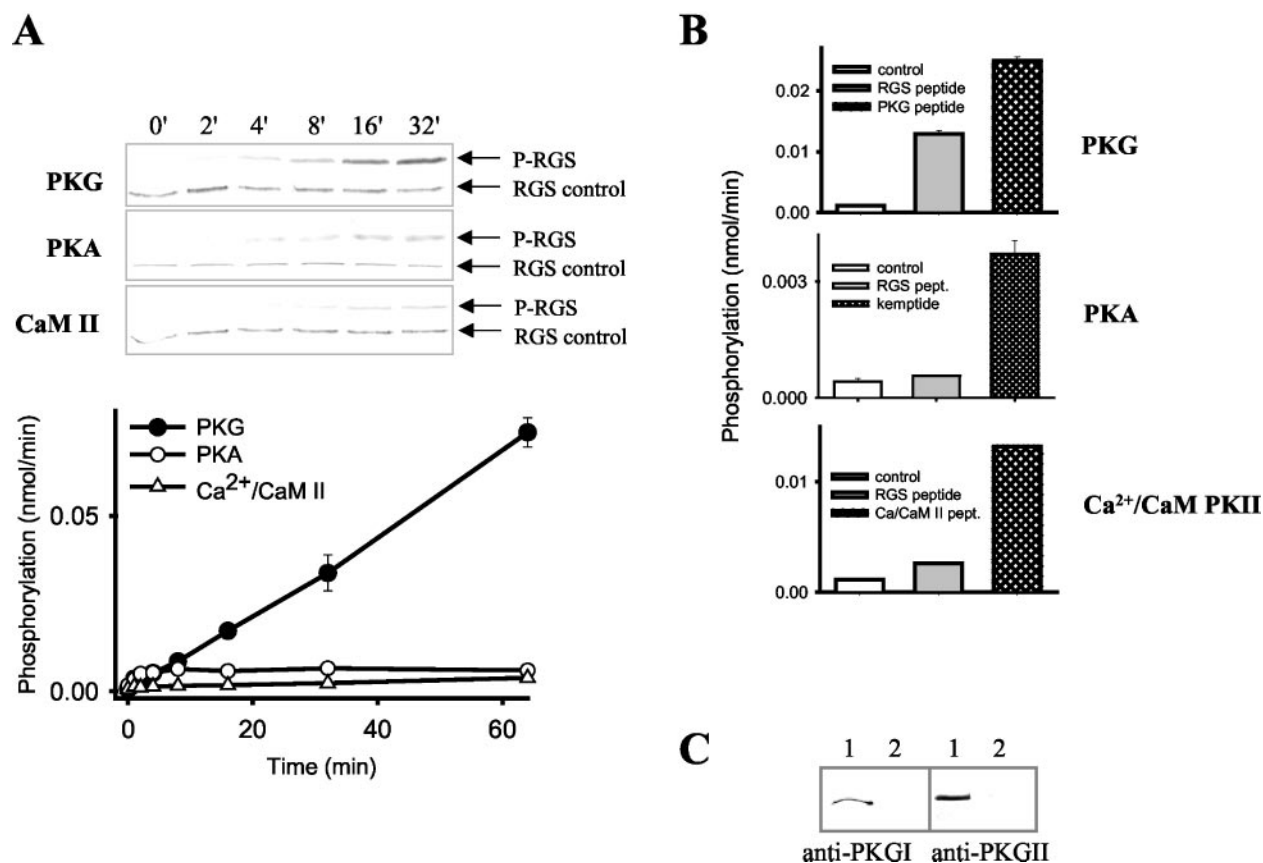 A
0' 2' 4' 8' 16' 32'
PKG
P-RGS
RGS control
PKA
P-RGS
RGS control
CaM II
P-RGS
RGS control
PKG
PKA
Ca2+/CaM II
Phosphorylation (nmol/min)
0.05
0.00
0 20 40 60
Time (min)
B
Phosphorylation (nmol/min)
control
RGS peptide
PKG peptide
0.02
0.01
0.00
PKG
control
RGS pept.
kemptide
0.003
0.000
PKA
control
RGS peptide
Ca/CaM II pept.
0.01
0.00
Ca2+/CaM PKII
C
1 2 1 2
anti-PKGI anti-PKGII